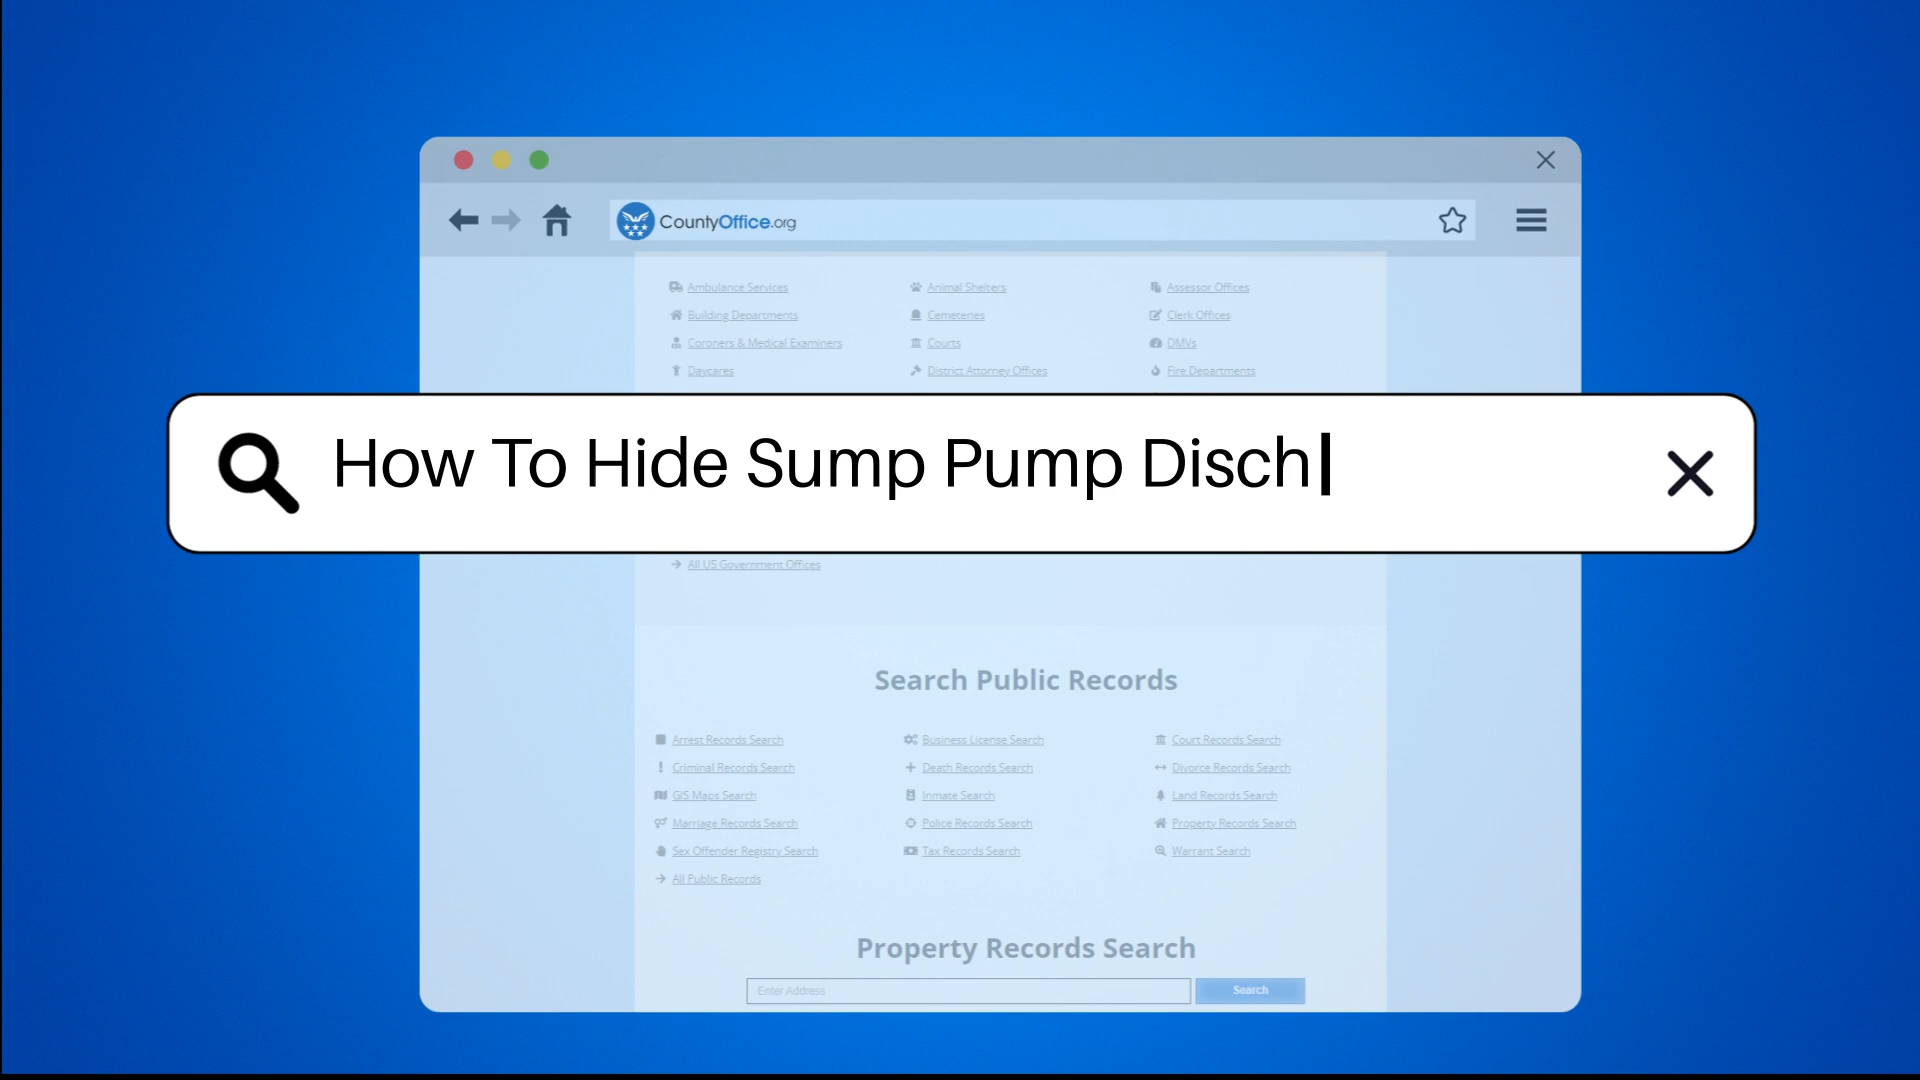 CountyOffice.org
Ambulance Services Animal Shelters Assessor Offices
Building Departments Cemeteries Clerk Offices
Coroners & Medical Examiners Courts DMVs
Daycares District Attorney Offices Fire Departments
How To Hide Sump Pump Disch
All US Government Offices
Search Public Records
Arrest Records Search Business License Search Court Records Search
Criminal Records Search Death Records Search Divorce Records Search
GIS Maps Search Inmate Search Land Records Search
Marriage Records Search Police Records Search Property Records Search
Sex Offender Registry Search Tax Records Search Warrant Search
All Public Records
Property Records Search
Enter Address Search